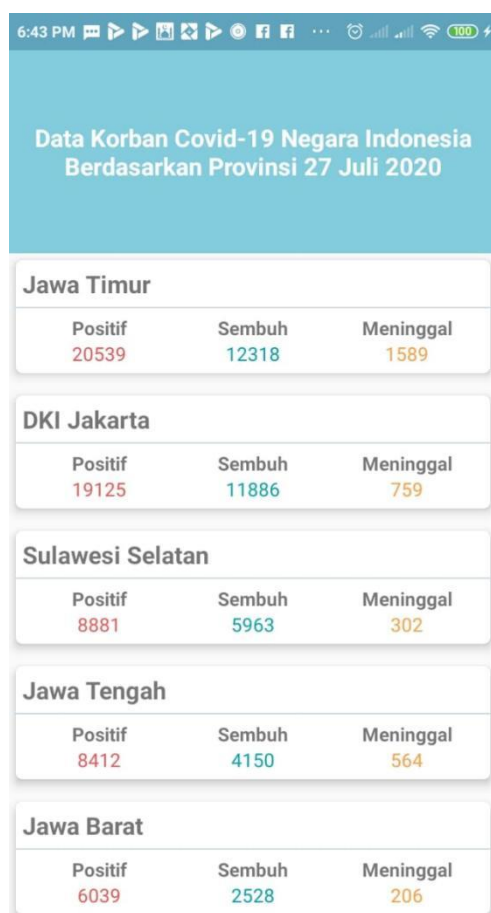 6:43 PM
100
Data Korban Covid-19 Negara Indonesia
Berdasarkan Provinsi 27 Juli 2020
Jawa Timur
Positif Sembuh Meninggal
20539 12318 1589
DKI Jakarta
Positif Sembuh Meninggal
19125 11886 759
Sulawesi Selatan
Positif Sembuh Meninggal
8881 5963 302
Jawa Tengah
Positif Sembuh Meninggal
8412 4150 564
Jawa Barat
Positif Sembuh Meninggal
6039 2528 206